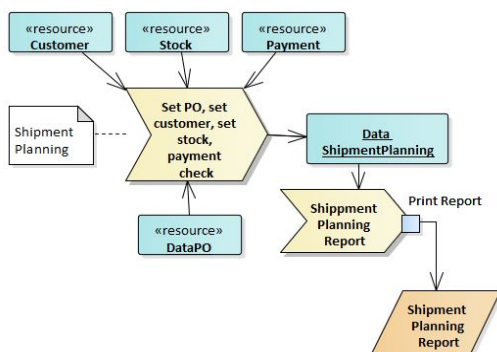 «resource»
Customer
«resource»
Stock
«resource»
Payment
Shipment
Planning
Set PO, set
customer, set
stock,
payment
check
Data
ShipmentPlanning
«resource»
DataPO
Shippment
Planning
Report
Print Report
Shipment
Planning
Report